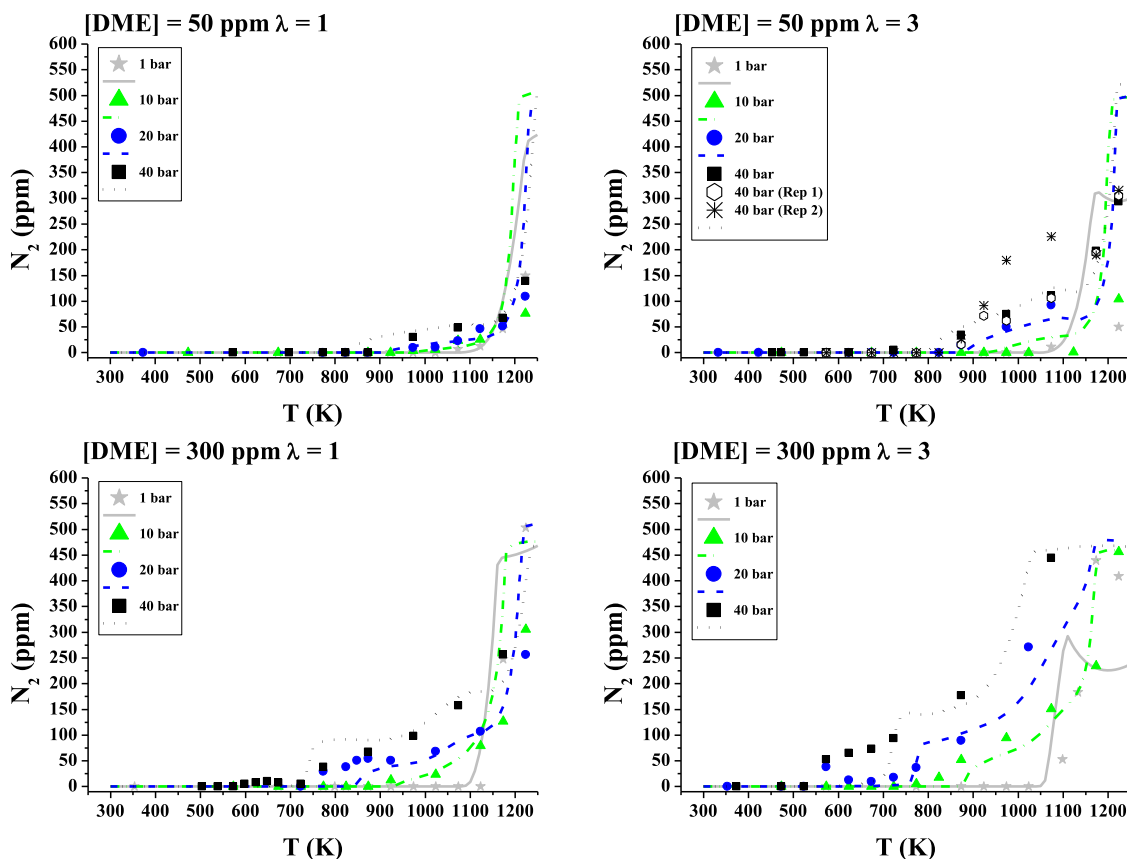 [DME] = 50 ppm λ = 1
600
550
500
450
400
350
300
250
200
150
100
50
0
N2 (ppm)
1 bar
10 bar
20 bar
40 bar
300 400 500 600 700 800 900 1000 1100 1200
T (K)
[DME] = 50 ppm λ = 3
600
550
500
450
400
350
300
250
200
150
100
50
0
N2 (ppm)
1 bar
10 bar
20 bar
40 bar
40 bar (Rep 1)
40 bar (Rep 2)
300 400 500 600 700 800 900 1000 1100 1200
T (K)
[DME] = 300 ppm λ = 1
600
550
500
450
400
350
300
250
200
150
100
50
0
N2 (ppm)
1 bar
10 bar
20 bar
40 bar
300 400 500 600 700 800 900 1000 1100 1200
T (K)
[DME] = 300 ppm λ = 3
600
550
500
450
400
350
300
250
200
150
100
50
0
N2 (ppm)
1 bar
10 bar
20 bar
40 bar
300 400 500 600 700 800 900 1000 1100 1200
T (K)